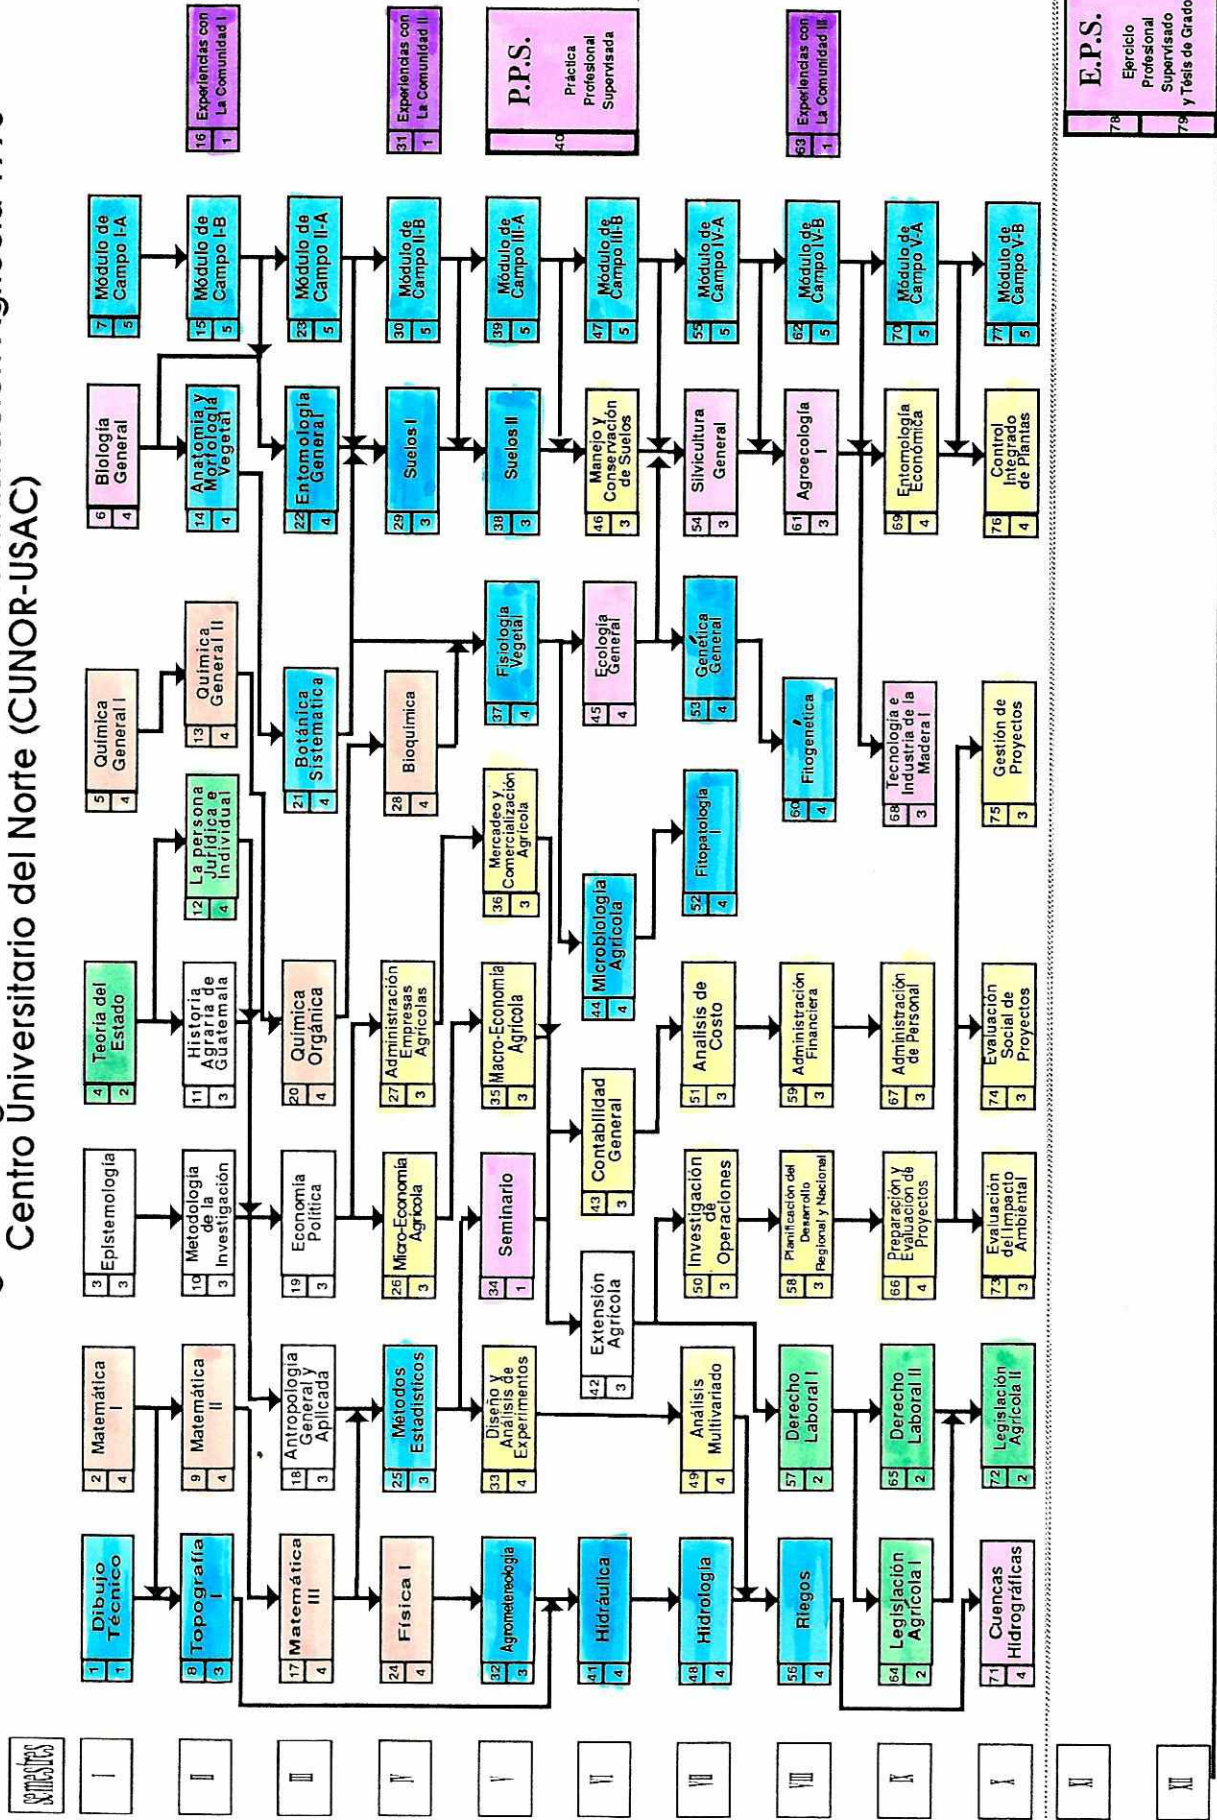 Centro Universitario del Norte (CUNOR-USAC)
semestres
I
1
1
Dibujo
Técnico
2
4
Matemática
I
3
3
Epistemología
4
2
Teoría del
Estado
5
4
Química
General I
6
4
Biología
General
7
5
Módulo de
Campo I-A
II
8
3
Topografía
I
9
4
Matemática
II
10
3
Metodología
de la
Investigación
11
3
Historia
Agraria de
Guatemala
12
4
La persona
Jurídica e
Individual
13
4
Química
General II
14
4
Anatomía y
Morfología
Vegetal
15
5
Módulo de
Campo I-B
16
1
Experiencias con
La Comunidad I
III
17
4
Matemática
III
18
3
Antropología
General y
Aplicada
19
3
Economía
Política
20
4
Química
Orgánica
21
4
Botánica
Sistematica
22
4
Entomología
General
23
5
Módulo de
Campo II-A
IV
24
4
Física I
25
3
Métodos
Estadísticos
26
3
Micro-Economía
Agrícola
27
3
Administración
Empresas
Agrícolas
28
4
Bioquímica
29
3
Suelos I
30
5
Módulo de
Campo II-B
31
1
Experiencias con
La Comunidad II
V
32
3
Agrometereología
33
4
Diseño y
Análisis de
Experimentos
34
1
Seminario
35
3
Macro-Economía
Agrícola
36
3
Mercadeo y
Comercialización
Agrícola
37
4
Fisiología
Vegetal
38
3
Suelos II
39
5
Módulo de
Campo III-A
40
P.P.S.
Práctica
Profesional
Supervisada
VI
41
4
Hidráulica
42
3
Extensión
Agrícola
43
3
Contabilidad
General
44
4
Microbiología
Agrícola
45
4
Ecología
General
46
3
Manejo y
Conservación
de Suelos
47
5
Módulo de
Campo III-B
VII
48
4
Hidrología
49
4
Análisis
Multivariado
50
3
Investigación
de
Operaciones
51
3
Analisis de
Costo
52
4
Fitopatología
I
53
4
Genética
General
54
3
Silvicultura
General
55
5
Módulo de
Campo IV-A
VIII
56
4
Riegos
57
2
Derecho
Laboral I
58
3
Planificación del
Desarrollo
Regional y Nacional
59
3
Administración
Financiera
60
4
Fitogenética
61
3
Agroecología
I
62
5
Módulo de
Campo IV-B
63
1
Experiencias con
La Comunidad III
IX
64
2
Legislación
Agrícola I
65
2
Derecho
Laboral II
66
4
Preparación y
Evaluación de
Proyectos
67
3
Administración
de Personal
68
3
Tecnología e
Industria de la
Madera I
69
4
Entomología
Económica
70
5
Módulo de
Campo V-A
X
71
4
Cuencas
Hidrográficas
72
2
Legislación
Agrícola II
73
3
Evaluación
del Impacto
Ambiental
74
3
Evaluación
Social de
Proyectos
75
3
Gestión de
Proyectos
76
4
Control
Integrado
de Plantas
77
5
Módulo de
Campo V-B
XI
78
79
E.P.S.
Ejercicio
Profesional
Supervisado
y Tésis de Grado
XII